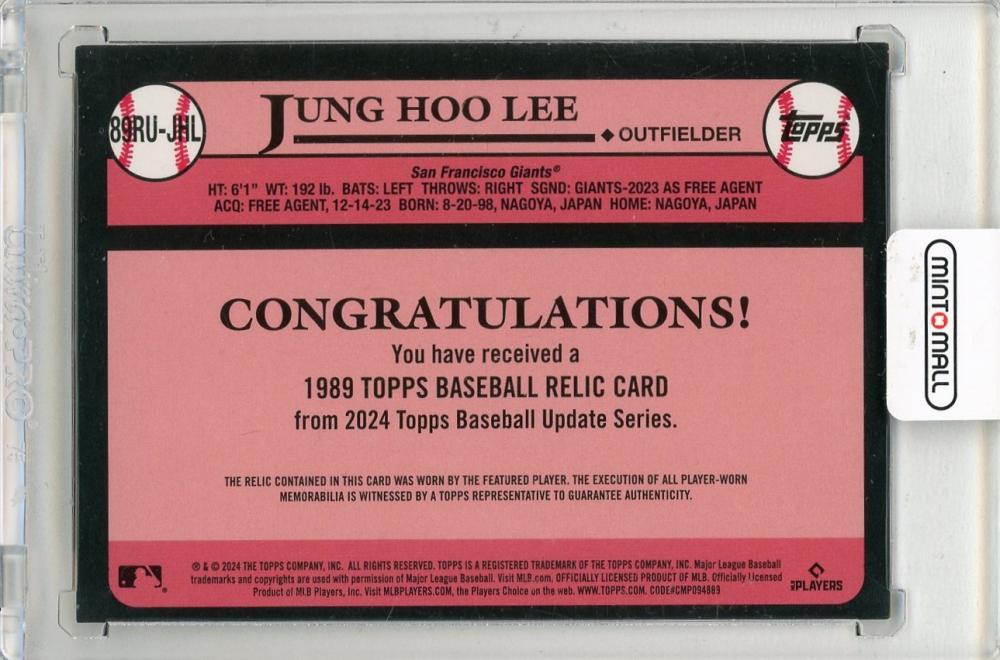 89RU-JHL
JUNG HOO LEE
◆ OUTFIELDER
TOPPS
San Francisco Giants®
HT: 6'1" WT: 192 lb. BATS: LEFT THROWS: RIGHT SGND: GIANTS-2023 AS FREE AGENT
ACQ: FREE AGENT, 12-14-23 BORN: 8-20-98, NAGOYA, JAPAN HOME: NAGOYA, JAPAN
CONGRATULATIONS!
You have received a
1989 TOPPS BASEBALL RELIC CARD
from 2024 Topps Baseball Update Series.
THE RELIC CONTAINED IN THIS CARD WAS WORN BY THE FEATURED PLAYER. THE EXECUTION OF ALL PLAYER-WORN
MEMORABILIA IS WITNESSED BY A TOPPS REPRESENTATIVE TO GUARANTEE AUTHENTICITY.
® & © 2024 THE TOPPS COMPANY, INC. ALL RIGHTS RESERVED. TOPPS IS A REGISTERED TRADEMARK OF THE TOPPS COMPANY, INC. Major League Baseball
trademarks and copyrights are used with permission of Major League Baseball. Visit MLB.com. OFFICIALLY LICENSED PRODUCT OF MLB. Officially Licensed
Product of MLB Players, Inc. Visit MLBPLAYERS.COM, the Players Choice on the web. WWW.TOPPS.COM. CODE#CMP094889
PLAYERS
MINT MALL